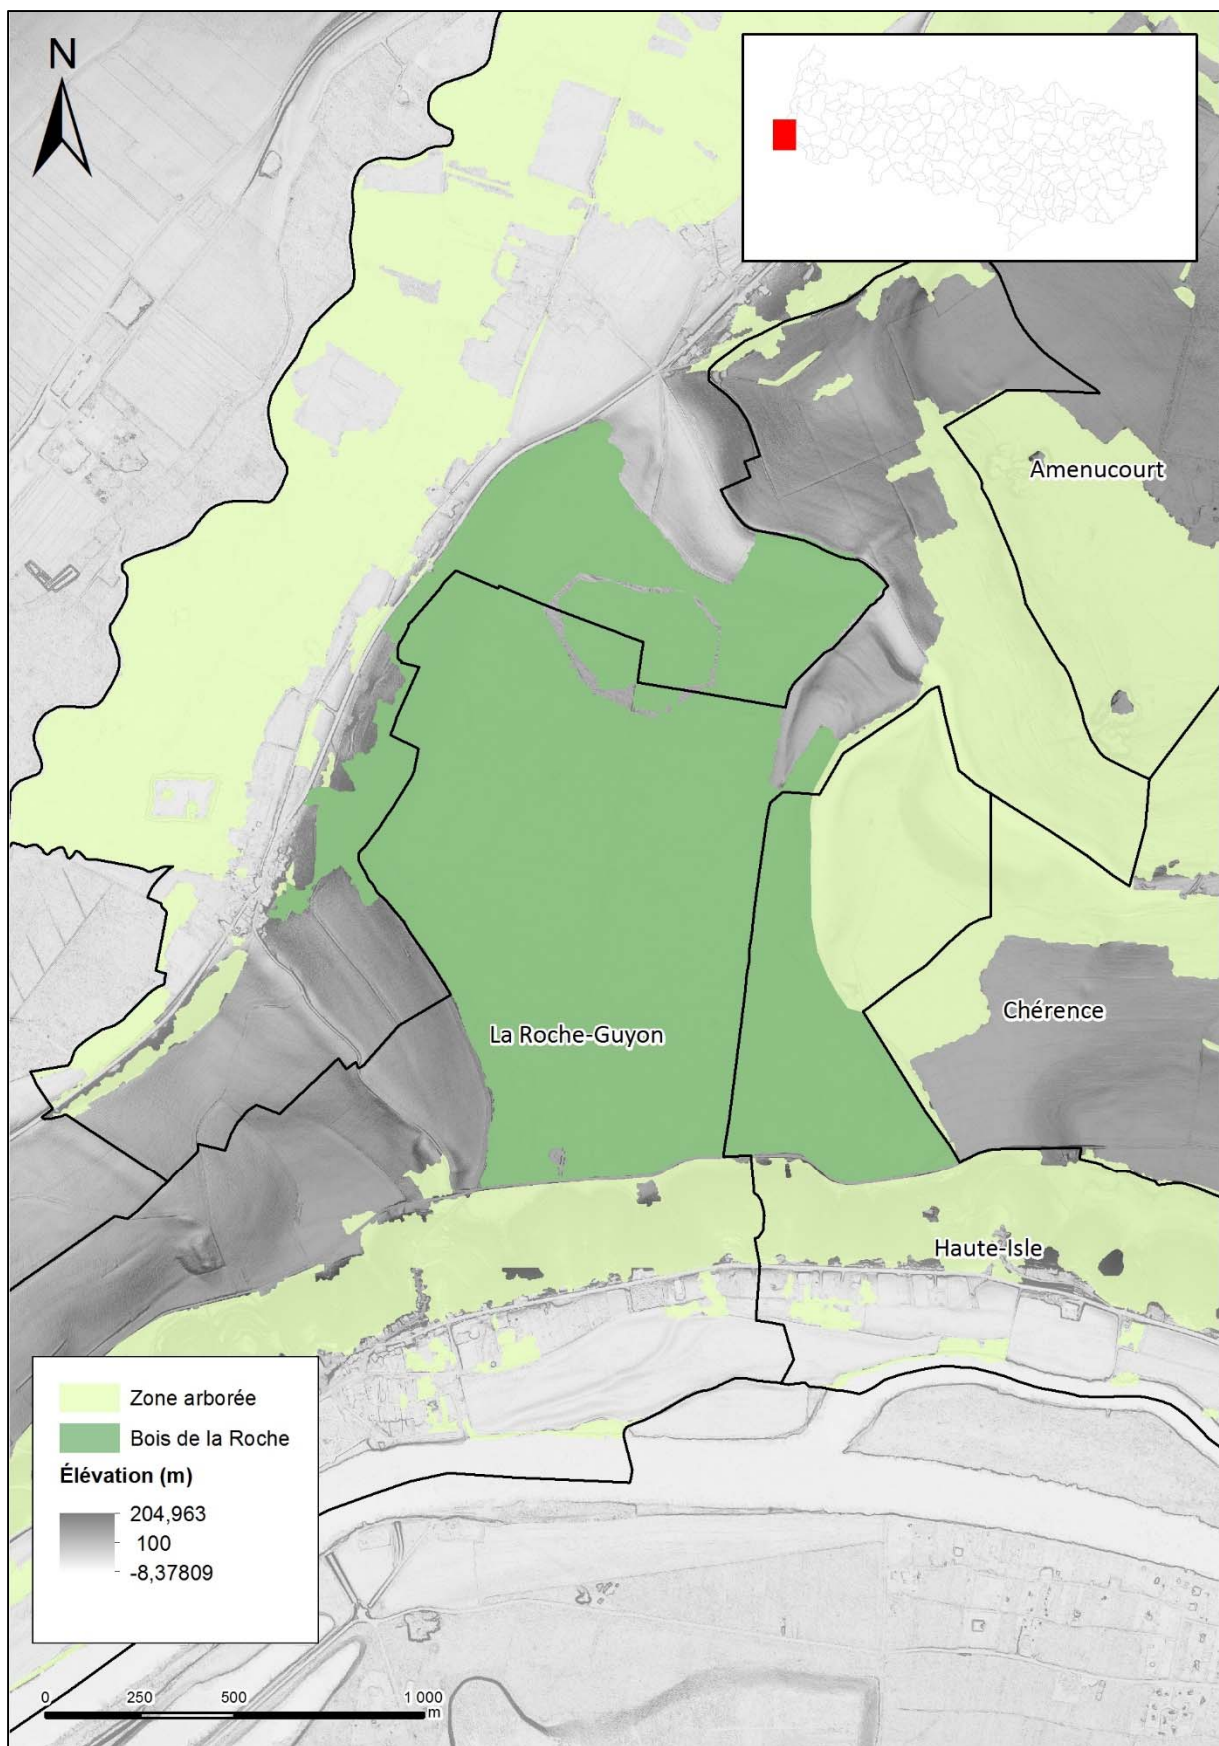 N
Amenucourt
Chérence
La Roche-Guyon
Haute-Isle
Zone arborée
Bois de la Roche
Élévation (m)
204,963
100
-8,37809
0 250 500 1 000
m